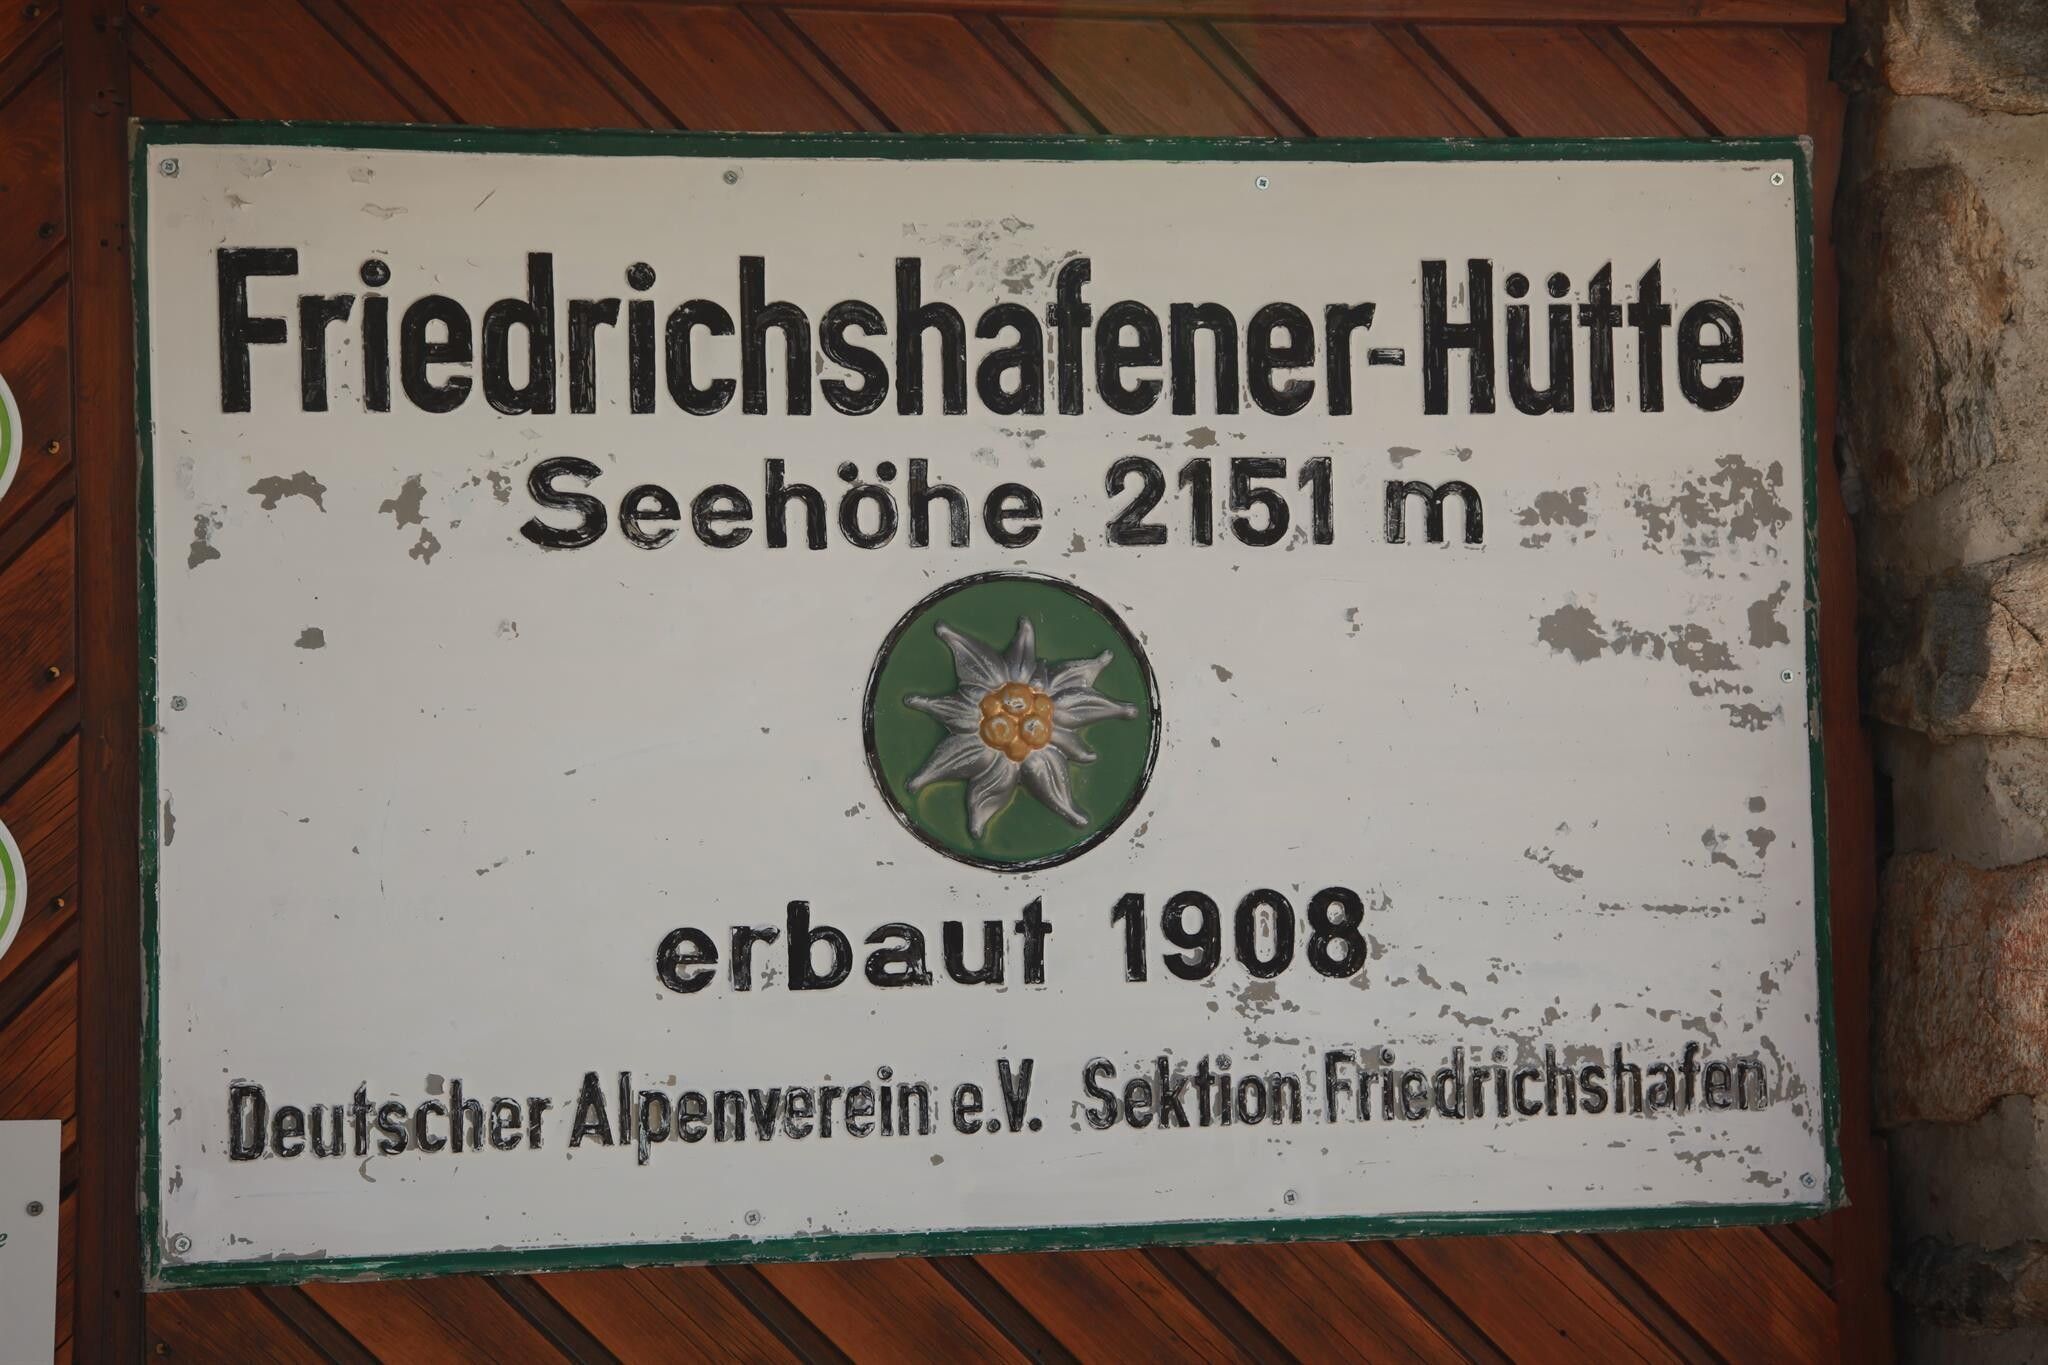 Friedrichshafener-Hütte
Seehöhe 2151 m
erbaut 1908
Deutscher Alpenverein e.V. Sektion Friedrichshafen